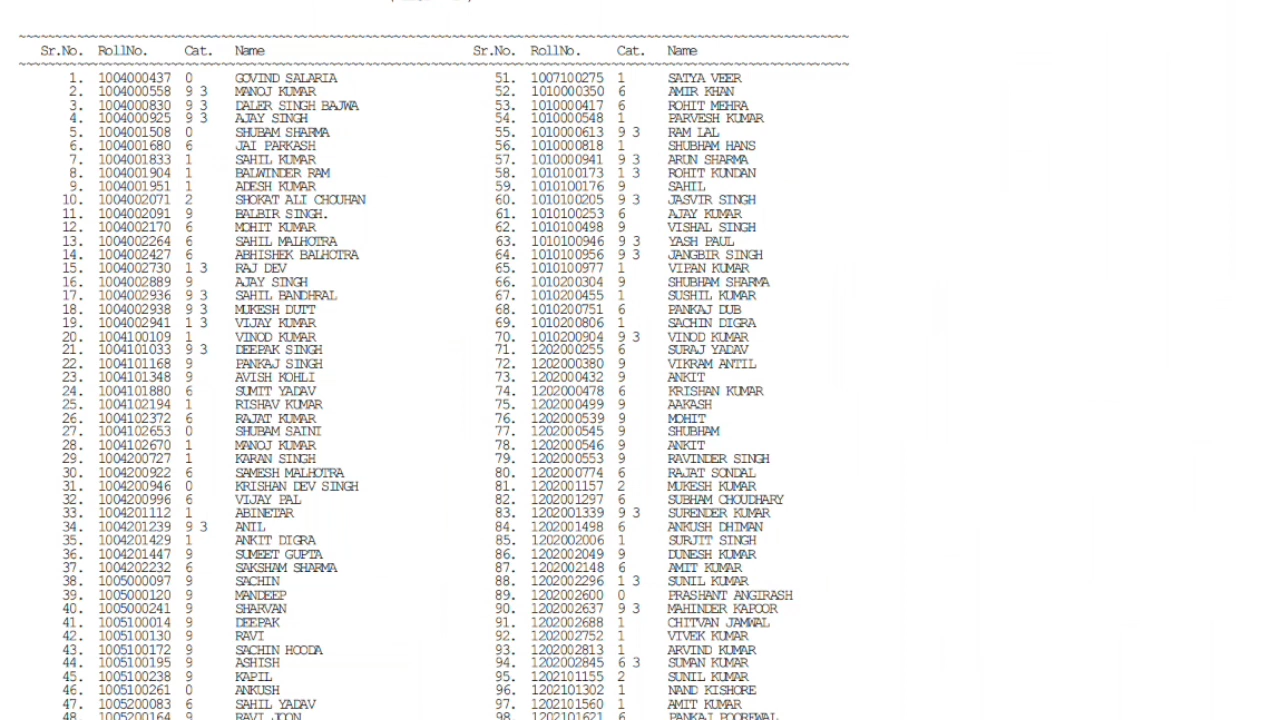 Sr.No. RollNo. Cat. Name Sr.No. RollNo. Cat. Name
1. 1004000437 0 GOVIND SALARIA 51. 1007100275 1 SATYA VEER
2. 1004000558 9 3 MANOJ KUMAR 52. 1010000350 6 AMIR KHAN
3. 1004000830 9 3 DALER SINGH BAJWA 53. 1010000417 6 ROHIT MEHRA
4. 1004000925 9 3 AJAY SINGH 54. 1010000548 1 PARVESH KUMAR
5. 1004001508 0 SHUBAM SHARMA 55. 1010000613 9 3 RAM LAL
6. 1004001680 6 JAI PARKASH 56. 1010000818 1 SHUBHAM HANS
7. 1004001833 1 SAHIL KUMAR 57. 1010000941 9 3 ARUN SHARMA
8. 1004001904 1 BALWINDER RAM 58. 1010100173 1 3 ROHIT KUNDAN
9. 1004001951 1 ADESH KUMAR 59. 1010100176 9 SAHIL
10. 1004002071 2 SHOKAT ALI CHOUHAN 60. 1010100205 9 3 JASVIR SINGH
11. 1004002091 9 BALBIR SINGH. 61. 1010100253 6 AJAY KUMAR
12. 1004002170 6 MOHIT KUMAR 62. 1010100498 9 VISHAL SINGH
13. 1004002264 6 SAHIL MALHOTRA 63. 1010100946 9 3 YASH PAUL
14. 1004002427 6 ABHISHEK BALHOTRA 64. 1010100956 9 3 JANGBIR SINGH
15. 1004002730 1 3 RAJ DEV 65. 1010100977 1 VIPAN KUMAR
16. 1004002889 9 AJAY SINGH 66. 1010200304 9 SHUBHAM SHARMA
17. 1004002936 9 3 SAHIL BANDHRAL 67. 1010200455 1 SUSHIL KUMAR
18. 1004002938 9 3 MUKESH DUTT 68. 1010200751 6 PANKAJ DUB
19. 1004002941 1 3 VIJAY KUMAR 69. 1010200806 1 SACHIN DIGRA
20. 1004100109 1 VINOD KUMAR 70. 1010200904 9 3 VINOD KUMAR
21. 1004101033 9 3 DEEPAK SINGH 71. 1202000255 6 SURAJ YADAV
22. 1004101168 9 PANKAJ SINGH 72. 1202000380 9 VIKRAM ANTIL
23. 1004101348 9 AVISH KOHLI 73. 1202000432 9 ANKIT
24. 1004101880 6 SUMIT YADAV 74. 1202000478 6 KRISHAN KUMAR
25. 1004102194 1 RISHAV KUMAR 75. 1202000499 9 AAKASH
26. 1004102372 6 RAJAT KUMAR 76. 1202000539 9 MOHIT
27. 1004102653 0 SHUBAM SAINI 77. 1202000545 9 SHUBHAM
28. 1004102670 1 MANOJ KUMAR 78. 1202000546 9 ANKIT
29. 1004200727 1 KARAN SINGH 79. 1202000553 9 RAVINDER SINGH
30. 1004200922 6 SAMESH MALHOTRA 80. 1202000774 6 RAJAT SONDAL
31. 1004200946 0 KRISHAN DEV SINGH 81. 1202001157 2 MUKESH KUMAR
32. 1004200996 6 VIJAY PAL 82. 1202001297 6 SUBHAM CHOUDHARY
33. 1004201112 1 ABINETAR 83. 1202001339 9 3 SURENDER KUMAR
34. 1004201239 9 3 ANIL 84. 1202001498 6 ANKUSH DHIMAN
35. 1004201429 1 ANKIT DIGRA 85. 1202002006 1 SURJIT SINGH
36. 1004201447 9 SUMEET GUPTA 86. 1202002049 9 DUNESH KUMAR
37. 1004202232 6 SAKSHAM SHARMA 87. 1202002148 6 AMIT KUMAR
38. 1005000097 9 SACHIN 88. 1202002296 1 3 SUNIL KUMAR
39. 1005000120 9 MANDEEP 89. 1202002600 0 PRASHANT ANGIRASH
40. 1005000241 9 SHARVAN 90. 1202002637 9 3 MAHINDER KAPOOR
41. 1005100014 9 DEEPAK 91. 1202002688 1 CHITVAN JAMWAL
42. 1005100130 9 RAVI 92. 1202002752 1 VIVEK KUMAR
43. 1005100172 9 SACHIN HOODA 93. 1202002813 1 ARVIND KUMAR
44. 1005100195 9 ASHISH 94. 1202002845 6 3 SUMAN KUMAR
45. 1005100238 9 KAPIL 95. 1202101155 2 SUNIL KUMAR
46. 1005100261 0 ANKUSH 96. 1202101302 1 NAND KISHORE
47. 1005200083 6 SAHIL YADAV 97. 1202101560 1 AMIT KUMAR
48. 1005200164 9 RAVI JOON 98. 1202101621 6 PANKAJ POOREWAL